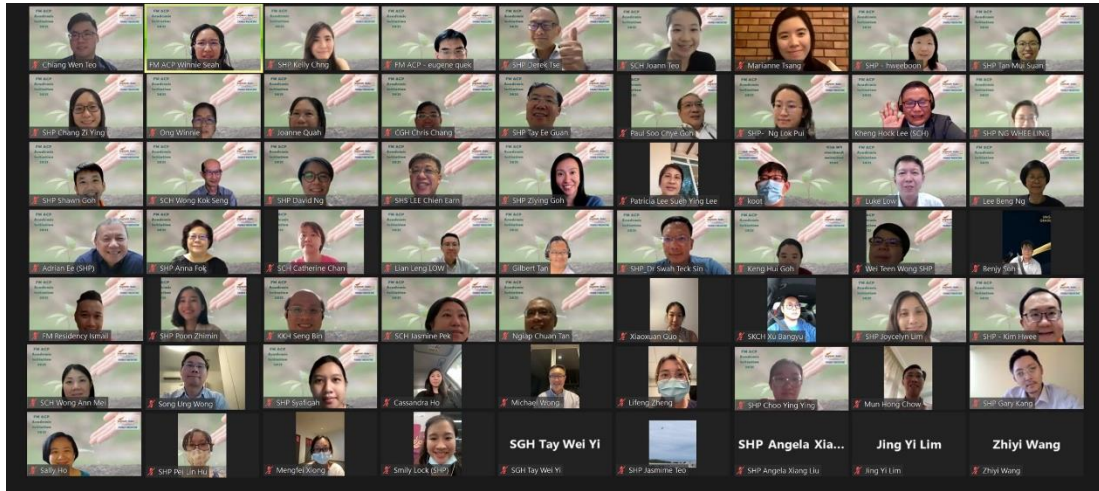 FM ACP
Academic
Initiation
2021
Chiang Wen Teo
FM ACP Winnie Seah
SHP Kelly Chng
FM ACP - eugene quek
SHP Derek Tse
SCH Joann Teo
Marianne Tsang
SHP - hweeboon
SHP Tan Mui Suan
SHP Chang Zi Ying
Ong Winnie
Joanne Quah
CGH Chris Chang
SHP Tay Ee Guan
Paul Soo Chye Goh
SHP- Ng Lok Pui
Kheng Hock Lee (SCH)
SHP NG WHEE LING
SHP Shawn Goh
SCH Wong Kok Seng
SHP David Ng
SHS LEE Chien Earn
SHP Ziying Goh
Patricia Lee Sueh Ying Lee
koot
Luke Low
Lee Beng Ng
Adrian Ee (SHP)
SHP Anna Fok
SCH Catherine Chan
Lian Leng LOW
Gilbert Tan
SHP_Dr Swah Teck Sin
Keng Hui Goh
Wei Teen Wong SHP
Benjy Soh
FM Residency Ismail
SHP Poon Zhimin
KKH Seng Bin
SCH Jasmine Pek
Ngiap Chuan Tan
Xiaoxuan Guo
SKCH Xu Bangyu
SHP Joycelyn Lim
SHP - Kim Hwee
SCH Wong Ann Mei
Song Ung Wong
SHP Syafiqah
Cassandra Ho
Michael Wong
Lifeng Zheng
SHP Choo Ying Ying
Mun Hong Chow
SHP Gary Kang
Sally Ho
SHP Pei Lin Hu
Mengfei Xiong
Smily Lock (SHP)
SGH Tay Wei Yi
SGH Tay Wei Yi
SHP Jasmime Teo
SHP Angela Xia...
SHP Angela Xiang Liu
Jing Yi Lim
Jing Yi Lim
Zhiyi Wang
Zhiyi Wang